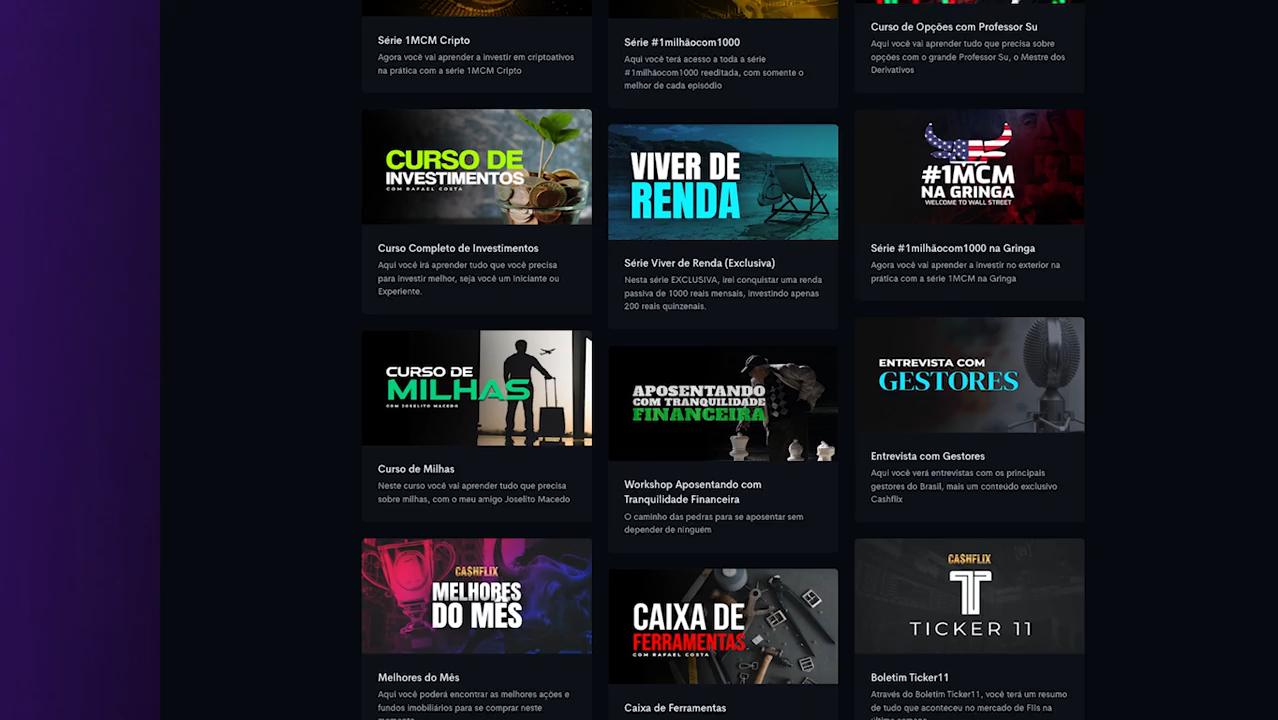 Série 1MCM Cripto
Agora você vai aprender a investir em criptoativos
na prática com a série 1MCM Cripto
CURSO DE
INVESTIMENTOS
COM RAFAEL COSTA
Curso Completo de Investimentos
Aqui você irá aprender tudo que você precisa
para investir melhor, seja você um Iniciante ou
Experiente.
CURSO DE
MILHAS
COM JOSELITO MACEDO
Curso de Milhas
Neste curso você vai aprender tudo que precisa
sobre milhas, com o meu amigo Joselito Macedo
CA$HFLIX
MELHORES
DO MÊS
Melhores do Mês
Aqui você poderá encontrar as melhores ações e
fundos imobiliários para se comprar neste
momento
Série #1milhãocom1000
Aqui você terá acesso a toda a série
#1milhãocom1000 reeditada, com somente o
melhor de cada episódio
VIVER DE
RENDA
Série Viver de Renda (Exclusiva)
Nesta série EXCLUSIVA, irei conquistar uma renda
passiva de 1000 reais mensais, investindo apenas
200 reais quinzenais.
APOSENTANDO
COM TRANQUILIDADE
FINANCEIRA
Workshop Aposentando com
Tranquilidade Financeira
O caminho das pedras para se aposentar sem
depender de ninguém
CAIXA DE
FERRAMENTAS
COM RAFAEL COSTA
Caixa de Ferramentas
Curso de Opções com Professor Su
Aqui você vai aprender tudo que precisa sobre
opções com o grande Professor Su, o Mestre dos
Derivativos
#1MCM
NA GRINGA
WELCOME TO WALL STREET
Série #1milhãocom1000 na Gringa
Agora você vai aprender a investir no exterior na
prática com a série 1MCM na Gringa
ENTREVISTA COM
GESTORES
Entrevista com Gestores
Aqui você verá entrevistas com os principais
gestores do Brasil, mais um conteúdo exclusivo
Cashflix
CA$HFLIX
TICKER 11
Boletim Ticker11
Através do Boletim Ticker11, você terá um resumo
de tudo que aconteceu no mercado de FIIs na
última semana